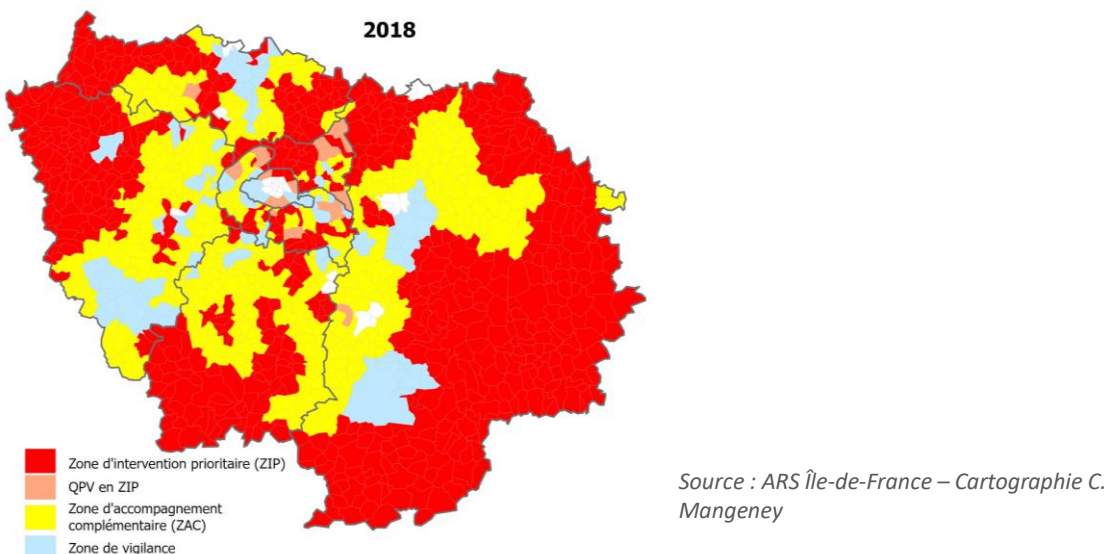 2018
Zone d'intervention prioritaire (ZIP)
QPV en ZIP
Zone d'accompagnement
complémentaire (ZAC)
Zone de vigilance
Source : ARS Île-de-France – Cartographie C.
Mangeney